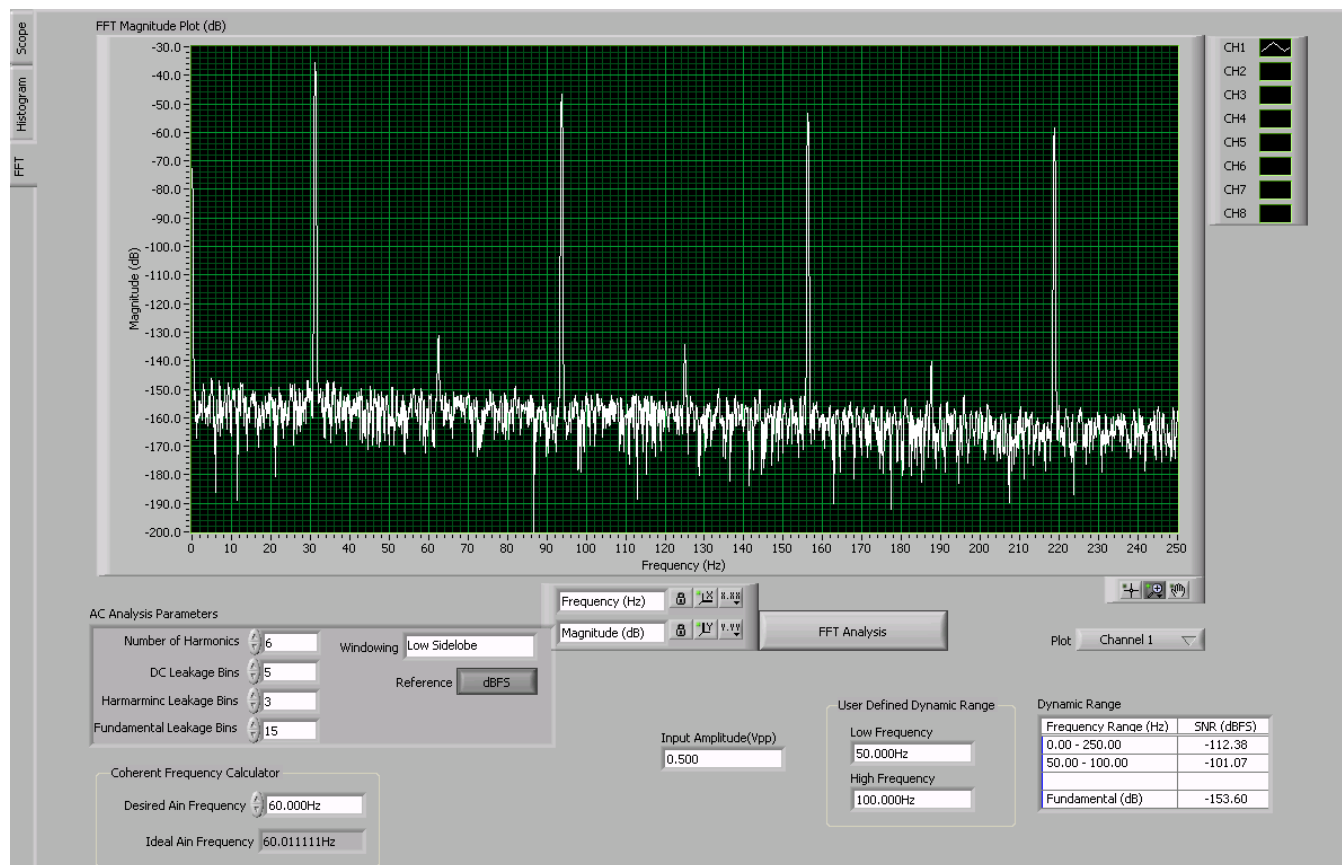 Scope
Histogram
FFT
FFT Magnitude Plot (dB)
Magnitude (dB)
-30.0
-40.0
-50.0
-60.0
-70.0
-80.0
-90.0
-100.0
-110.0
-120.0
-130.0
-140.0
-150.0
-160.0
-170.0
-180.0
-190.0
-200.0
0 10 20 30 40 50 60 70 80 90 100 110 120 130 140 150 160 170 180 190 200 210 220 230 240 250
Frequency (Hz)
CH1
CH2
CH3
CH4
CH5
CH6
CH7
CH8
Frequency (Hz) X X.XX
Magnitude (dB) Y Y.YY
FFT Analysis
Plot Channel 1
AC Analysis Parameters
Number of Harmonics 6
DC Leakage Bins 5
Harmarminc Leakage Bins 3
Fundamental Leakage Bins 15
Windowing Low Sidelobe
Reference dBFS
Coherent Frequency Calculator
Desired Ain Frequency 60.000Hz
Ideal Ain Frequency 60.011111Hz
Input Amplitude(Vpp)
0.500
User Defined Dynamic Range
Low Frequency
50.000Hz
High Frequency
100.000Hz
Dynamic Range
Frequency Range (Hz) SNR (dBFS)
0.00 - 250.00 -112.38
50.00 - 100.00 -101.07
Fundamental (dB) -153.60